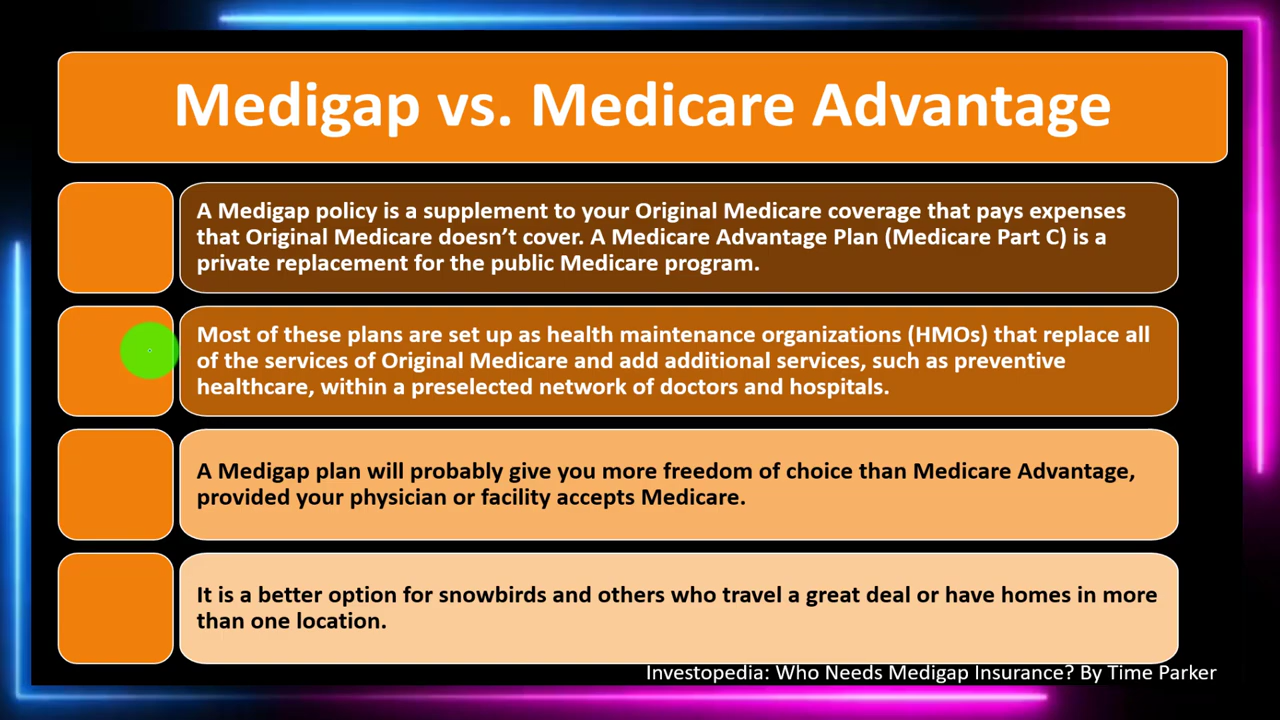 Medigap vs. Medicare Advantage
A Medigap policy is a supplement to your Original Medicare coverage that pays expenses
that Original Medicare doesn’t cover. A Medicare Advantage Plan (Medicare Part C) is a
private replacement for the public Medicare program.
Most of these plans are set up as health maintenance organizations (HMOs) that replace all
of the services of Original Medicare and add additional services, such as preventive
healthcare, within a preselected network of doctors and hospitals.
A Medigap plan will probably give you more freedom of choice than Medicare Advantage,
provided your physician or facility accepts Medicare.
It is a better option for snowbirds and others who travel a great deal or have homes in more
than one location.
Investopedia: Who Needs Medigap Insurance? By Time Parker